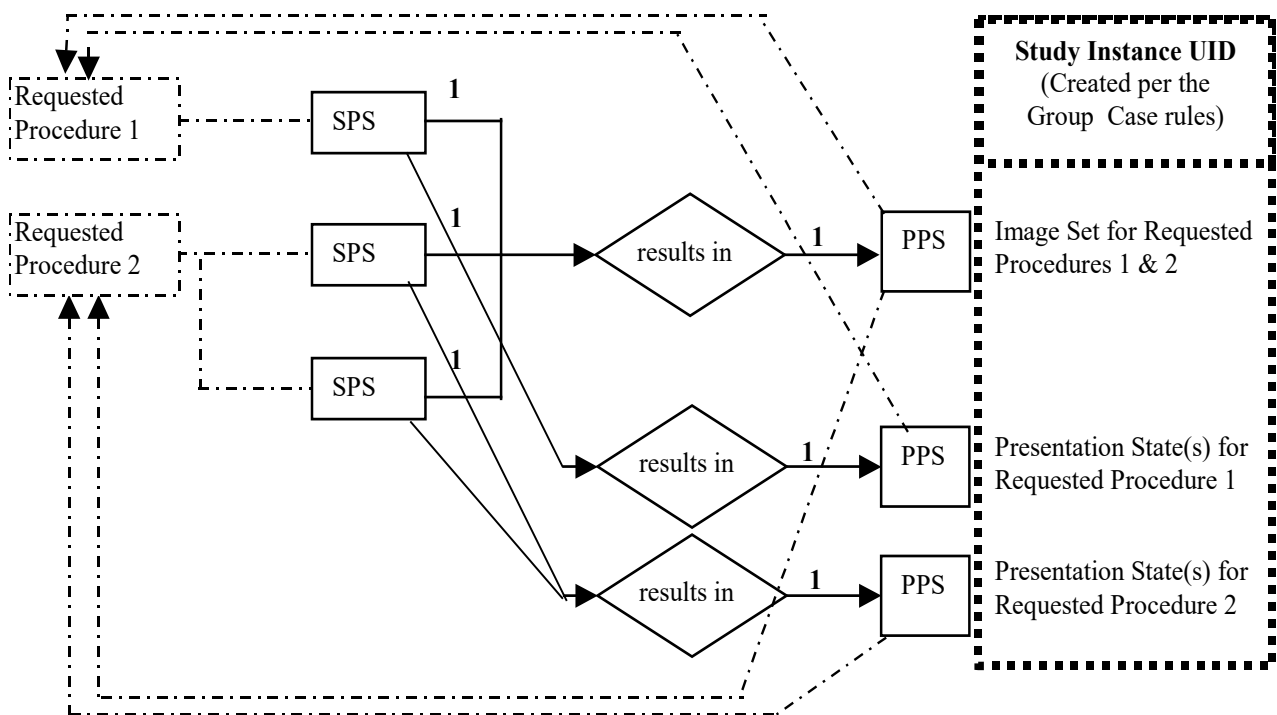 Study Instance UID
(Created per the
Group Case rules)
Requested
Procedure 1
SPS
1
Requested
Procedure 2
SPS
1
results in
1
PPS
Image Set for Requested
Procedures 1 & 2
SPS
1
results in
1
PPS
Presentation State(s) for
Requested Procedure 1
results in
1
PPS
Presentation State(s) for
Requested Procedure 2